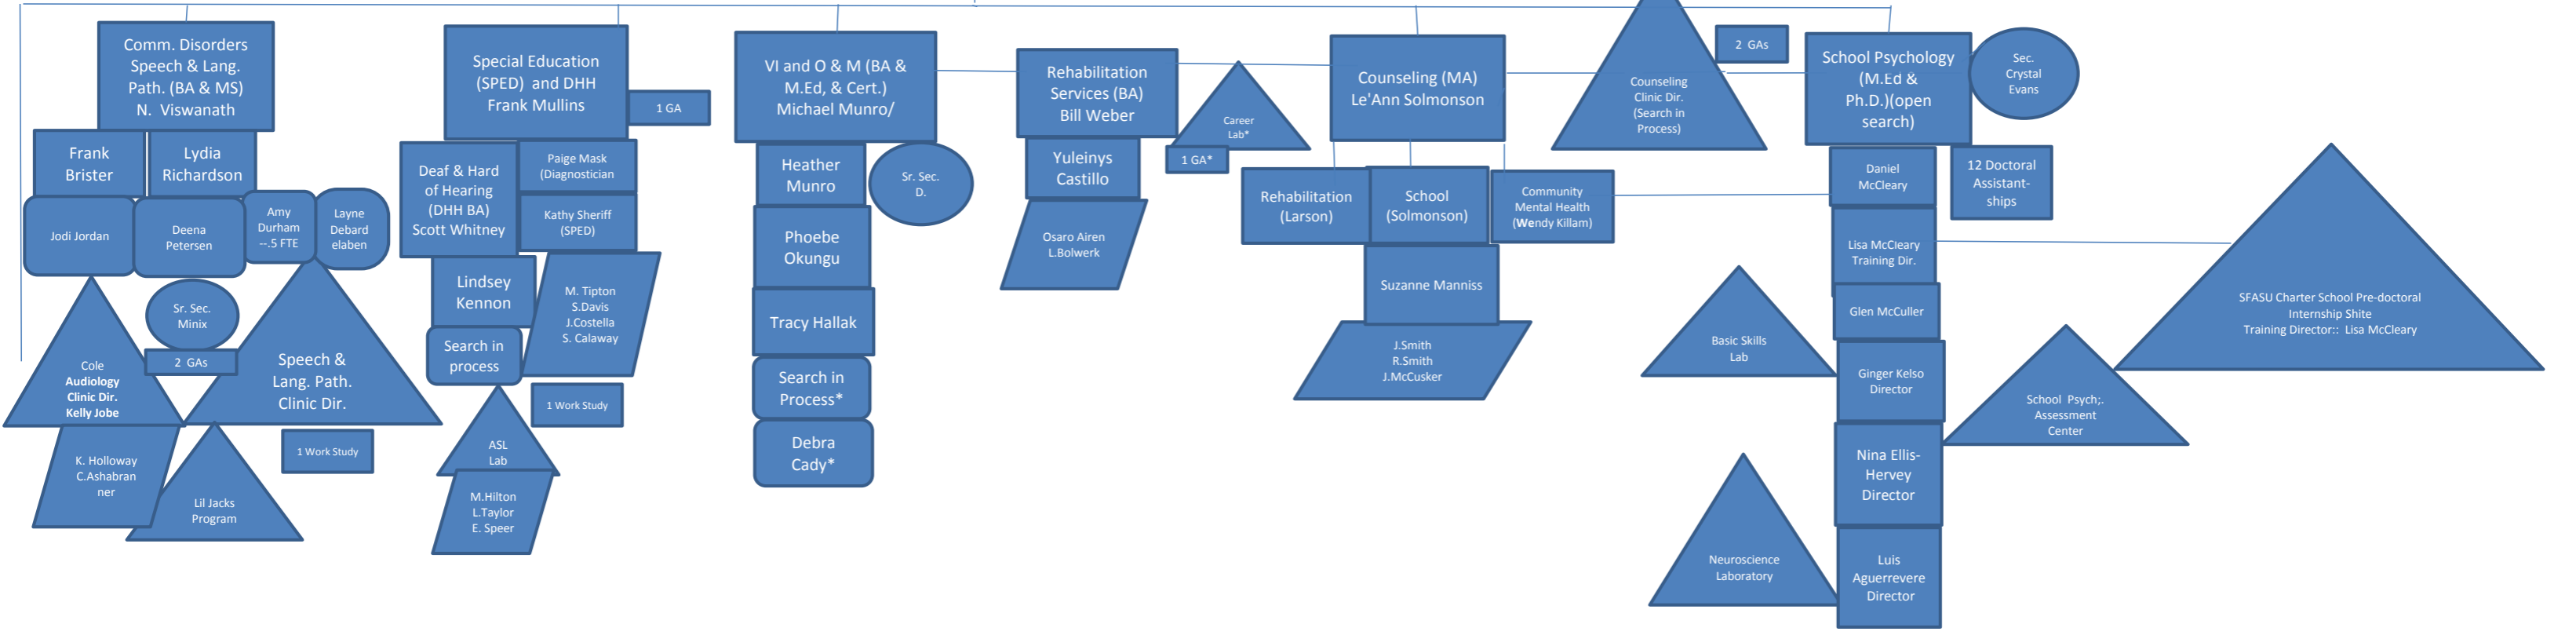 Comm. Disorders
Speech & Lang.
Path. (BA & MS)
N. Viswanath
Frank
Brister
Lydia
Richardson
Jodi Jordan
Deena
Petersen
Amy
Durham
--.5 FTE
Layne
Debard
elaben
Sr. Sec.
Minix
2 GAs
Cole
Audiology
Clinic Dir.
Kelly Jobe
Speech &
Lang. Path.
Clinic Dir.
K. Holloway
C.Ashabran
ner
Lil Jacks
Program
1 Work Study
Special Education
(SPED) and DHH
Frank Mullins
1 GA
Deaf & Hard
of Hearing
(DHH BA)
Scott Whitney
Paige Mask
(Diagnostician
Kathy Sheriff
(SPED)
Lindsey
Kennon
M. Tipton
S.Davis
J.Costella
S. Calaway
Search in
process
1 Work Study
ASL
Lab
M.Hilton
L.Taylor
E. Speer
VI and O & M (BA &
M.Ed, & Cert.)
Michael Munro/
Heather
Munro
Sr. Sec.
D.
Phoebe
Okungu
Tracy Hallak
Search in
Process*
Debra
Cady*
Rehabilitation
Services (BA)
Bill Weber
Career
Lab*
1 GA*
Yuleinys
Castillo
Osaro Airen
L.Bolwerk
Counseling (MA)
Le'Ann Solmonson
Rehabilitation
(Larson)
School
(Solmonson)
Community
Mental Health
(Wendy Killam)
Suzanne Manniss
J.Smith
R.Smith
J.McCusker
Counseling
Clinic Dir.
(Search in
Process)
2 GAs
School Psychology
(M.Ed &
Ph.D.)(open
search)
Sec.
Crystal
Evans
Daniel
McCleary
12 Doctoral
Assistant-
ships
Lisa McCleary
Training Dir.
Glen McCuller
Basic Skills
Lab
Ginger Kelso
Director
School Psych;.
Assessment
Center
SFASU Charter School Pre-doctoral
Internship Shite
Training Director:: Lisa McCleary
Nina Ellis-
Hervey
Director
Neuroscience
Laboratory
Luis
Aguerrevere
Director